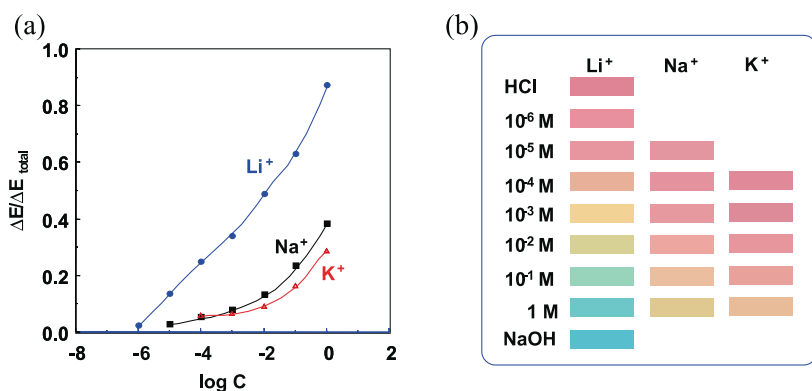 (a)
1.0
0.8
0.6
0.4
0.2
0.0
ΔE/ΔE total
Li⁺
Na⁺
K⁺
-8 -6 -4 -2 0 2
log C
(b)
Li⁺ Na⁺ K⁺
HCl
10⁻⁶ M
10⁻⁵ M
10⁻⁴ M
10⁻³ M
10⁻² M
10⁻¹ M
1 M
NaOH